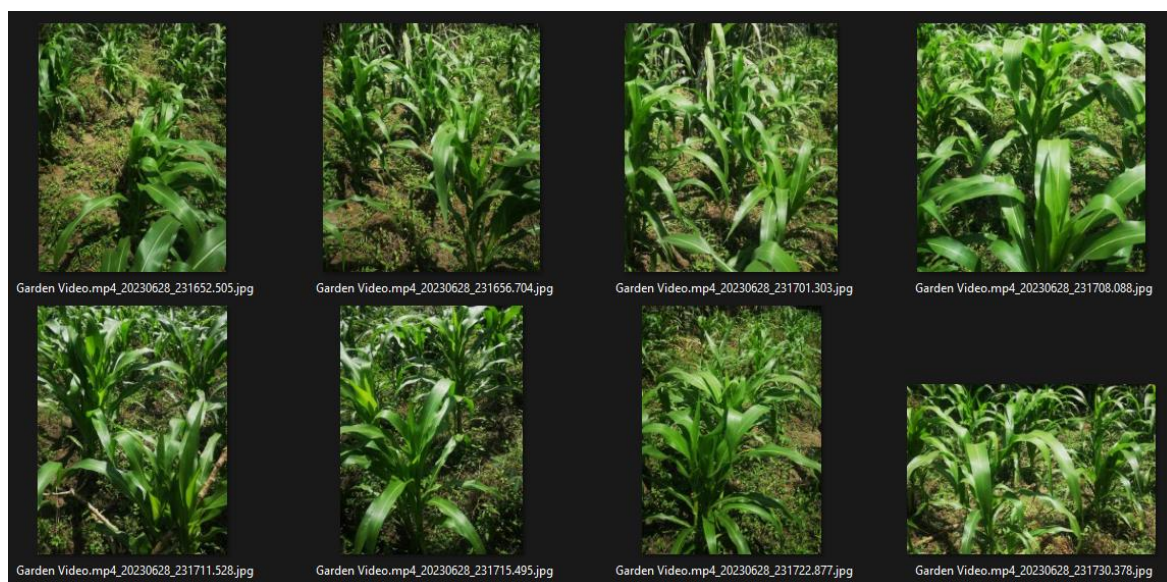 Garden Video.mp4_20230628_231652.505.jpg
Garden Video.mp4_20230628_231656.704.jpg
Garden Video.mp4_20230628_231701.303.jpg
Garden Video.mp4_20230628_231708.088.jpg
Garden Video.mp4_20230628_231711.528.jpg
Garden Video.mp4_20230628_231715.495.jpg
Garden Video.mp4_20230628_231722.877.jpg
Garden Video.mp4_20230628_231730.378.jpg